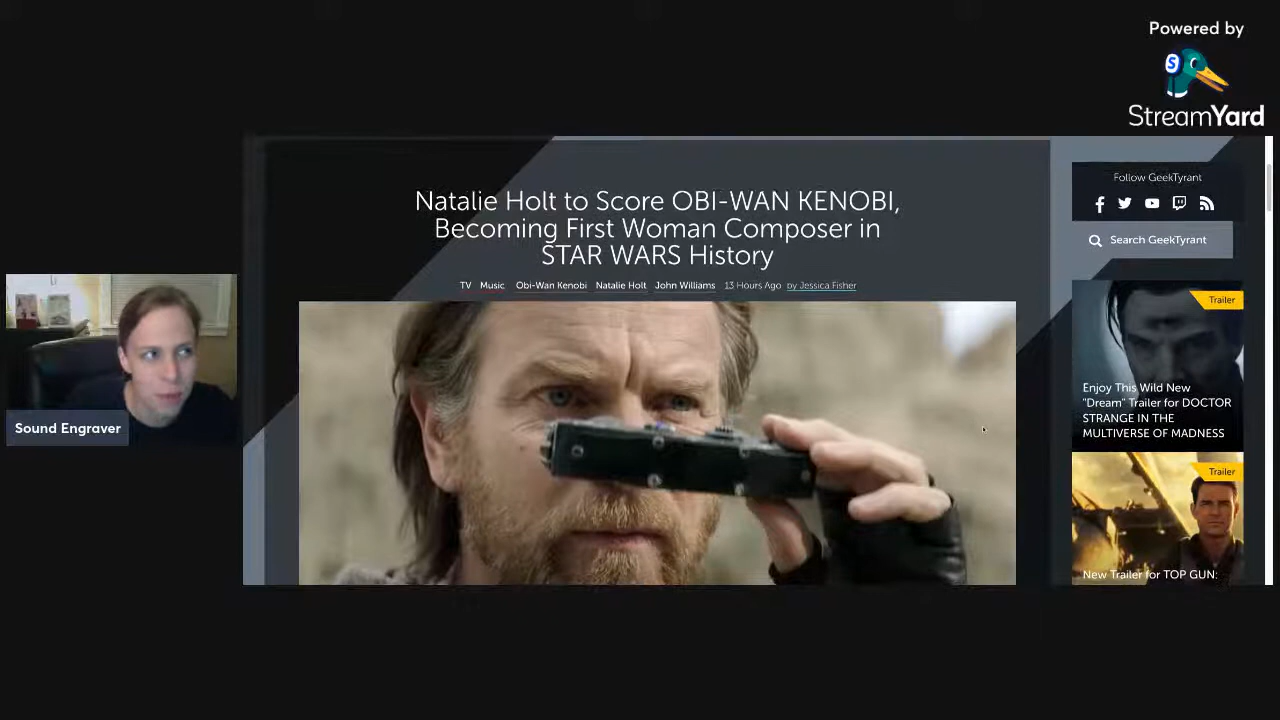 Powered by
S
StreamYard
Natalie Holt to Score OBI-WAN KENOBI,
Becoming First Woman Composer in
STAR WARS History
TV Music Obi-Wan Kenobi Natalie Holt John Williams 13 Hours Ago by Jessica Fisher
Follow GeekTyrant
Search GeekTyrant
Trailer
Enjoy This Wild New
"Dream" Trailer for DOCTOR
STRANGE IN THE
MULTIVERSE OF MADNESS
Trailer
New Trailer for TOP GUN:
Sound Engraver